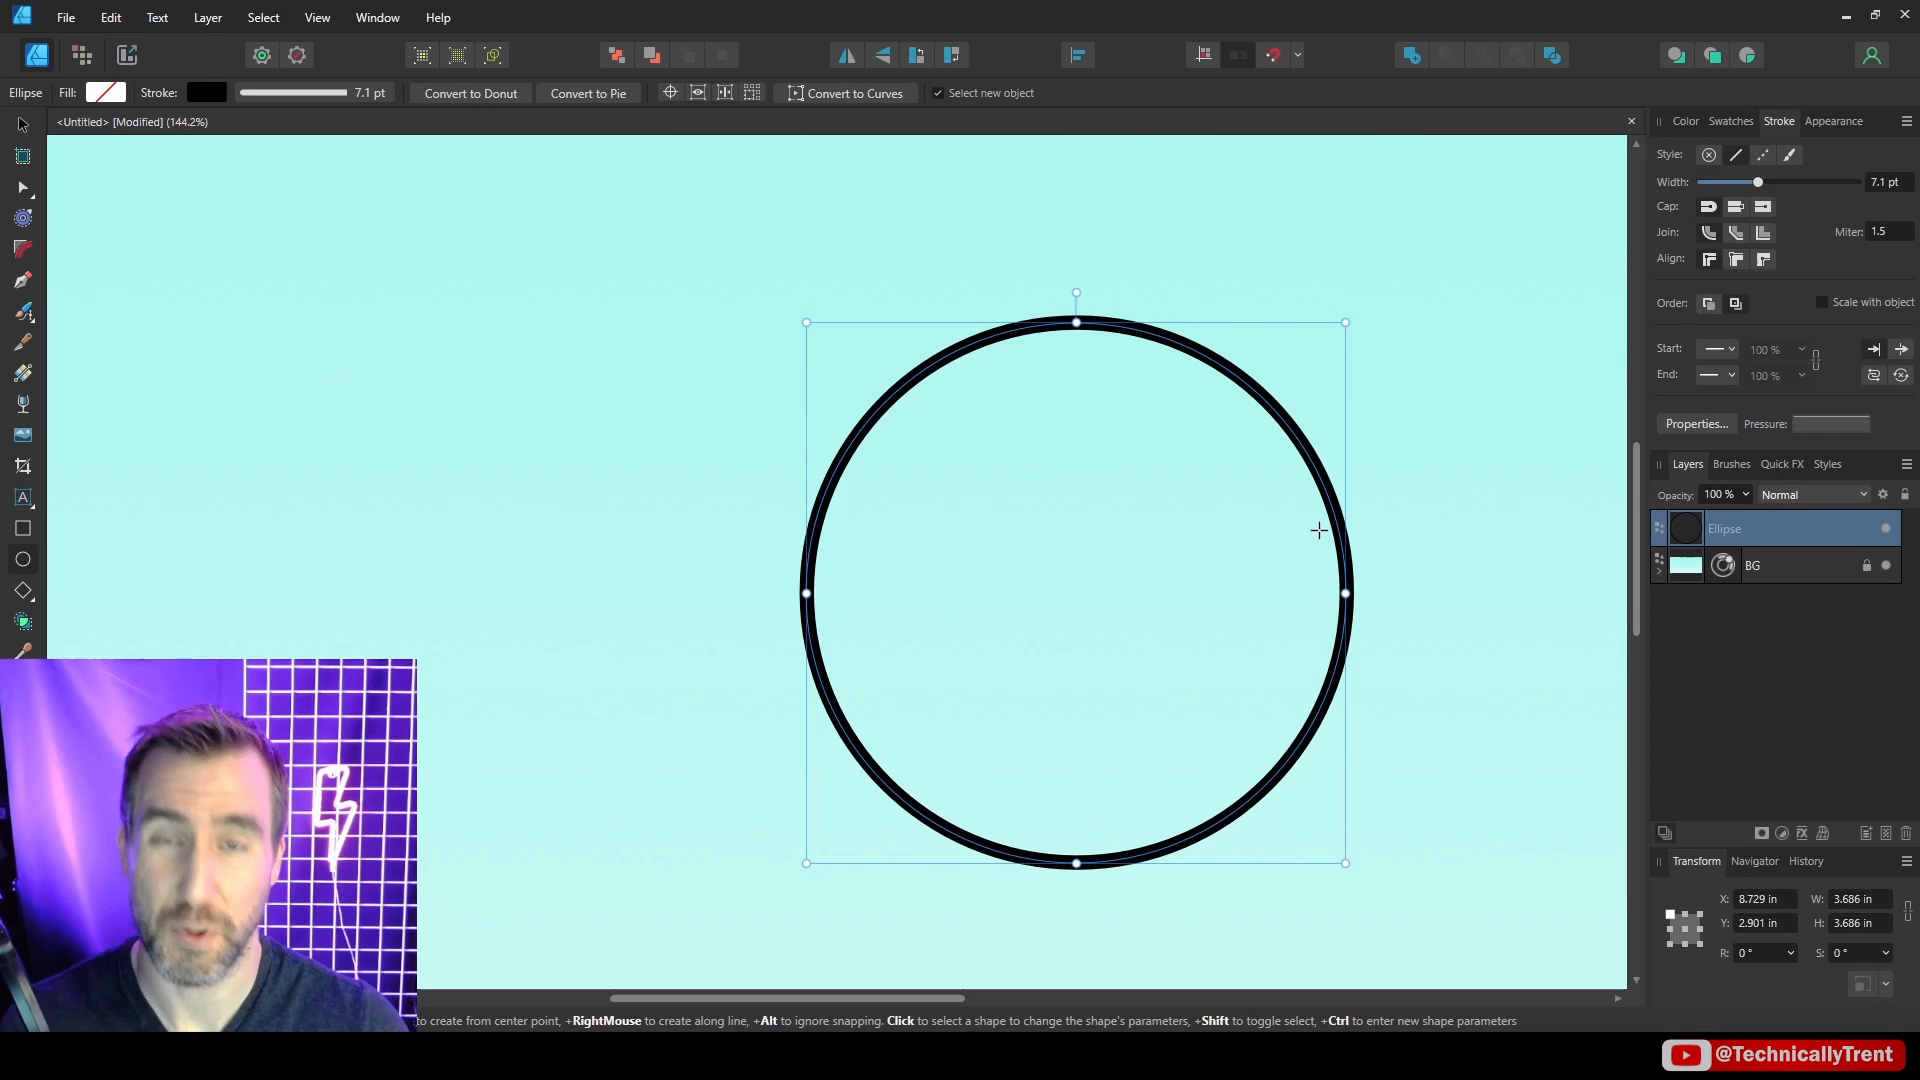 File Edit Text Layer Select View Window Help
Ellipse Fill: Stroke: 7.1 pt Convert to Donut Convert to Pie Convert to Curves Select new object
<Untitled> [Modified] (144.2%)
Color Swatches Stroke Appearance
Style:
Width: 7.1 pt
Cap:
Join: Miter: 1.5
Align:
Order: Scale with object
Start: 100 %
End: 100 %
Properties... Pressure:
Layers Brushes Quick FX Styles
Opacity: 100 % Normal
Ellipse
BG
A
Transform Navigator History
X: 8.729 in W: 3.686 in
Y: 2.901 in H: 3.686 in
R: 0 ° S: 0 °
to create from center point, +RightMouse to create along line, +Alt to ignore snapping. Click to select a shape to change the shape's parameters, +Shift to toggle select, +Ctrl to enter new shape parameters
@TechnicallyTrent